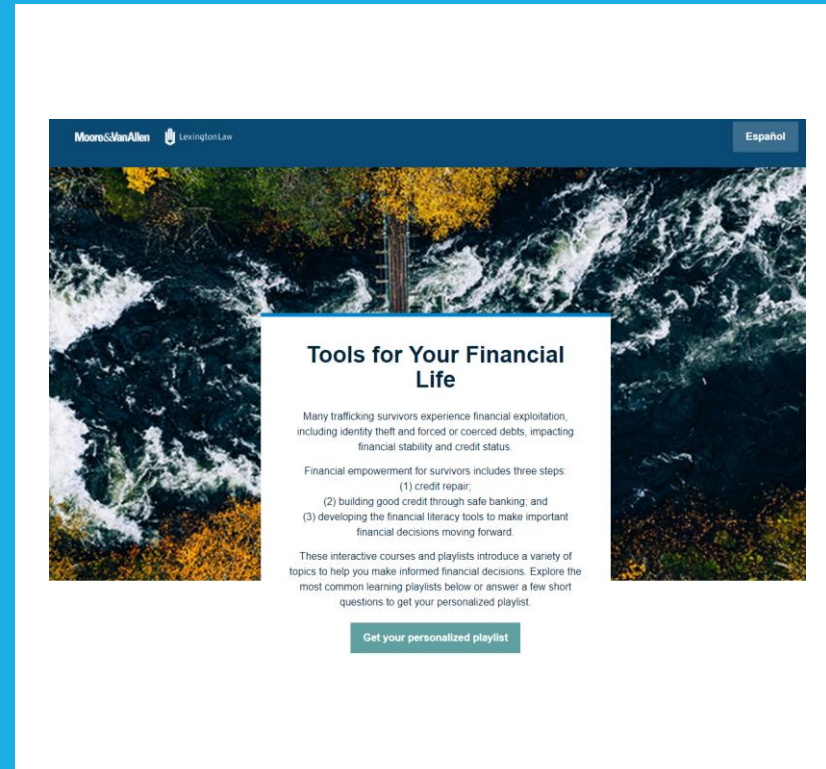 Moore&VanAllen LexingtonLaw Español
Tools for Your Financial
Life
Many trafficking survivors experience financial exploitation,
including identity theft and forced or coerced debts, impacting
financial stability and credit status.
Financial empowerment for survivors includes three steps:
(1) credit repair;
(2) building good credit through safe banking; and
(3) developing the financial literacy tools to make important
financial decisions moving forward.
These interactive courses and playlists introduce a variety of
topics to help you make informed financial decisions. Explore the
most common learning playlists below or answer a few short
questions to get your personalized playlist.
Get your personalized playlist